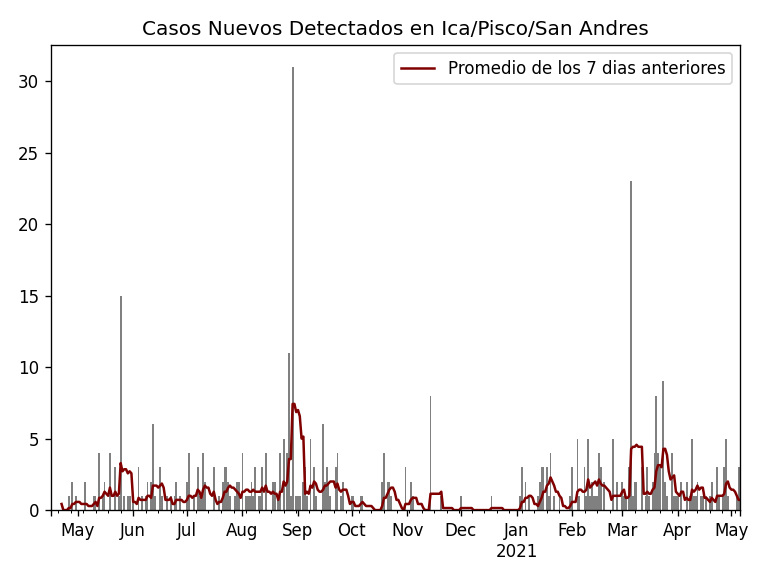 Casos Nuevos Detectados en Ica/Pisco/San Andres
Promedio de los 7 dias anteriores
30
25
20
15
10
5
0
May Jun Jul Aug Sep Oct Nov Dec Jan Feb Mar Apr May
2021